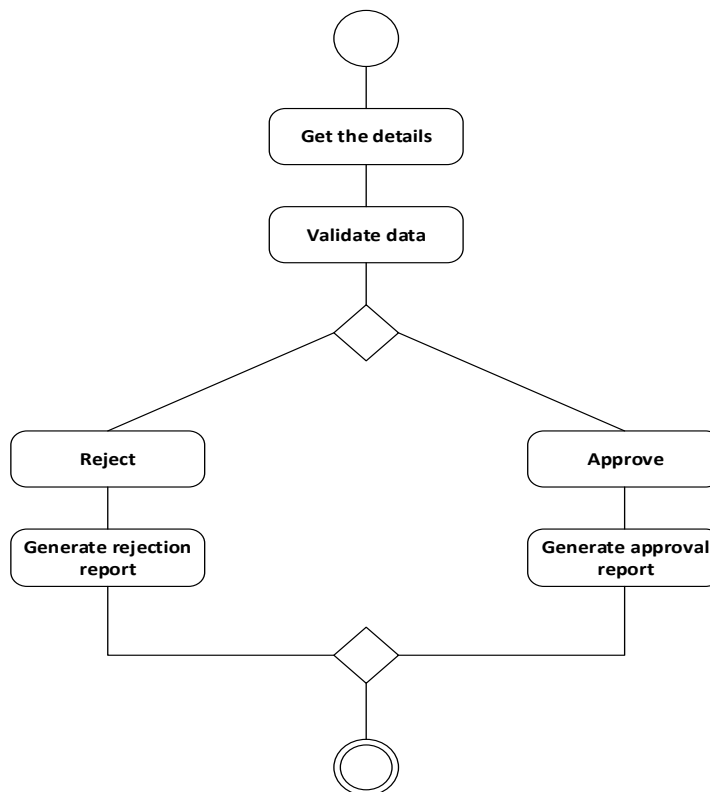 Get the details
Validate data
Reject
Approve
Generate rejection
report
Generate approval
report